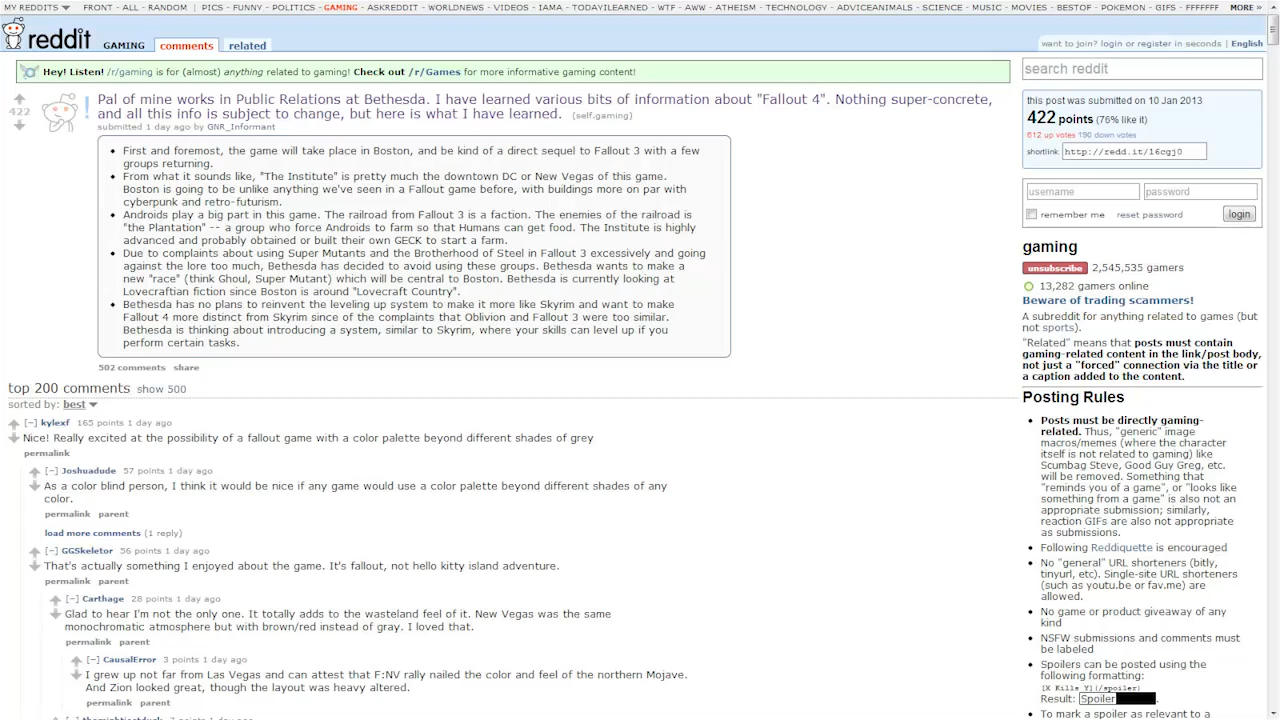 MY REDDITS FRONT - ALL - RANDOM | PICS - FUNNY - POLITICS - GAMING - ASKREDDIT - WORLDNEWS - VIDEOS - IAMA - TODAYILEARNED - WTF - AWW - ATHEISM - TECHNOLOGY - ADVICEANIMALS - SCIENCE - MUSIC - MOVIES - BESTOF - POKEMON - GIFS - FFFFFFF MORE »
reddit GAMING comments related
want to join? login or register in seconds | English
Hey! Listen! /r/gaming is for (almost) anything related to gaming! Check out /r/Games for more informative gaming content!
422
Pal of mine works in Public Relations at Bethesda. I have learned various bits of information about "Fallout 4". Nothing super-concrete,
and all this info is subject to change, but here is what I have learned. (self.gaming)
submitted 1 day ago by GNR_Informant
• First and foremost, the game will take place in Boston, and be kind of a direct sequel to Fallout 3 with a few
groups returning.
• From what it sounds like, "The Institute" is pretty much the downtown DC or New Vegas of this game.
Boston is going to be unlike anything we've seen in a Fallout game before, with buildings more on par with
cyberpunk and retro-futurism.
• Androids play a big part in this game. The railroad from Fallout 3 is a faction. The enemies of the railroad is
"the Plantation" -- a group who force Androids to farm so that Humans can get food. The Institute is highly
advanced and probably obtained or built their own GECK to start a farm.
• Due to complaints about using Super Mutants and the Brotherhood of Steel in Fallout 3 excessively and going
against the lore too much, Bethesda has decided to avoid using these groups. Bethesda wants to make a
new "race" (think Ghoul, Super Mutant) which will be central to Boston. Bethesda is currently looking at
Lovecraftian fiction since Boston is around "Lovecraft Country".
• Bethesda has no plans to reinvent the leveling up system to make it more like Skyrim and want to make
Fallout 4 more distinct from Skyrim since of the complaints that Oblivion and Fallout 3 were too similar.
Bethesda is thinking about introducing a system, similar to Skyrim, where your skills can level up if you
perform certain tasks.
502 comments share
top 200 comments show 500
sorted by: best
[-] kylexf 165 points 1 day ago
Nice! Really excited at the possibility of a fallout game with a color palette beyond different shades of grey
permalink
[-] Joshuadude 57 points 1 day ago
As a color blind person, I think it would be nice if any game would use a color palette beyond different shades of any
color.
permalink parent
load more comments (1 reply)
[-] GGSkeletor 56 points 1 day ago
That's actually something I enjoyed about the game. It's fallout, not hello kitty island adventure.
permalink parent
[-] Carthage 28 points 1 day ago
Glad to hear I'm not the only one. It totally adds to the wasteland feel of it. New Vegas was the same
monochromatic atmosphere but with brown/red instead of gray. I loved that.
permalink parent
[-] CausalError 3 points 1 day ago
I grew up not far from Las Vegas and can attest that F:NV rally nailed the color and feel of the northern Mojave.
And Zion looked great, though the layout was heavy altered.
permalink parent
search reddit
this post was submitted on 10 Jan 2013
422 points (76% like it)
612 up votes 190 down votes
shortlink: http://redd.it/16cgj0
username password
remember me reset password login
gaming
unsubscribe 2,545,535 gamers
13,282 gamers online
Beware of trading scammers!
A subreddit for anything related to games (but
not sports).
"Related" means that posts must contain
gaming-related content in the link/post body,
not just a "forced" connection via the title or
a caption added to the content.
Posting Rules
• Posts must be directly gaming-
related. Thus, "generic" image
macros/memes (where the character
itself is not related to gaming) like
Scumbag Steve, Good Guy Greg, etc.
will be removed. Something that
"reminds you of a game", or "looks like
something from a game" is also not an
appropriate submission; similarly,
reaction GIFs are also not appropriate
as submissions.
• Following Reddiquette is encouraged
• No "general" URL shorteners (bitly,
tinyurl, etc). Single-site URL shorteners
(such as youtu.be or fav.me) are
allowed.
• No game or product giveaway of any
kind
• NSFW submissions and comments must
be labeled
• Spoilers can be posted using the
following formatting:
[X Kills Y](/spoiler)
Result: Spoiler .
• To mark a spoiler as relevant to a